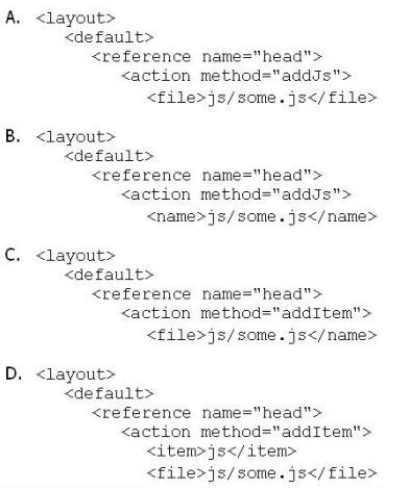 A. <layout>
<default>
<reference name="head">
<action method="addJs">
<file>js/some.js</file>
B. <layout>
<default>
<reference name="head">
<action method="addJs">
<name>js/some.js</name>
C. <layout>
<default>
<reference name="head">
<action method="addItem">
<file>js/some.js</name>
D. <layout>
<default>
<reference name="head">
<action method="addItem">
<item>js</item>
<file>js/some.js</file>